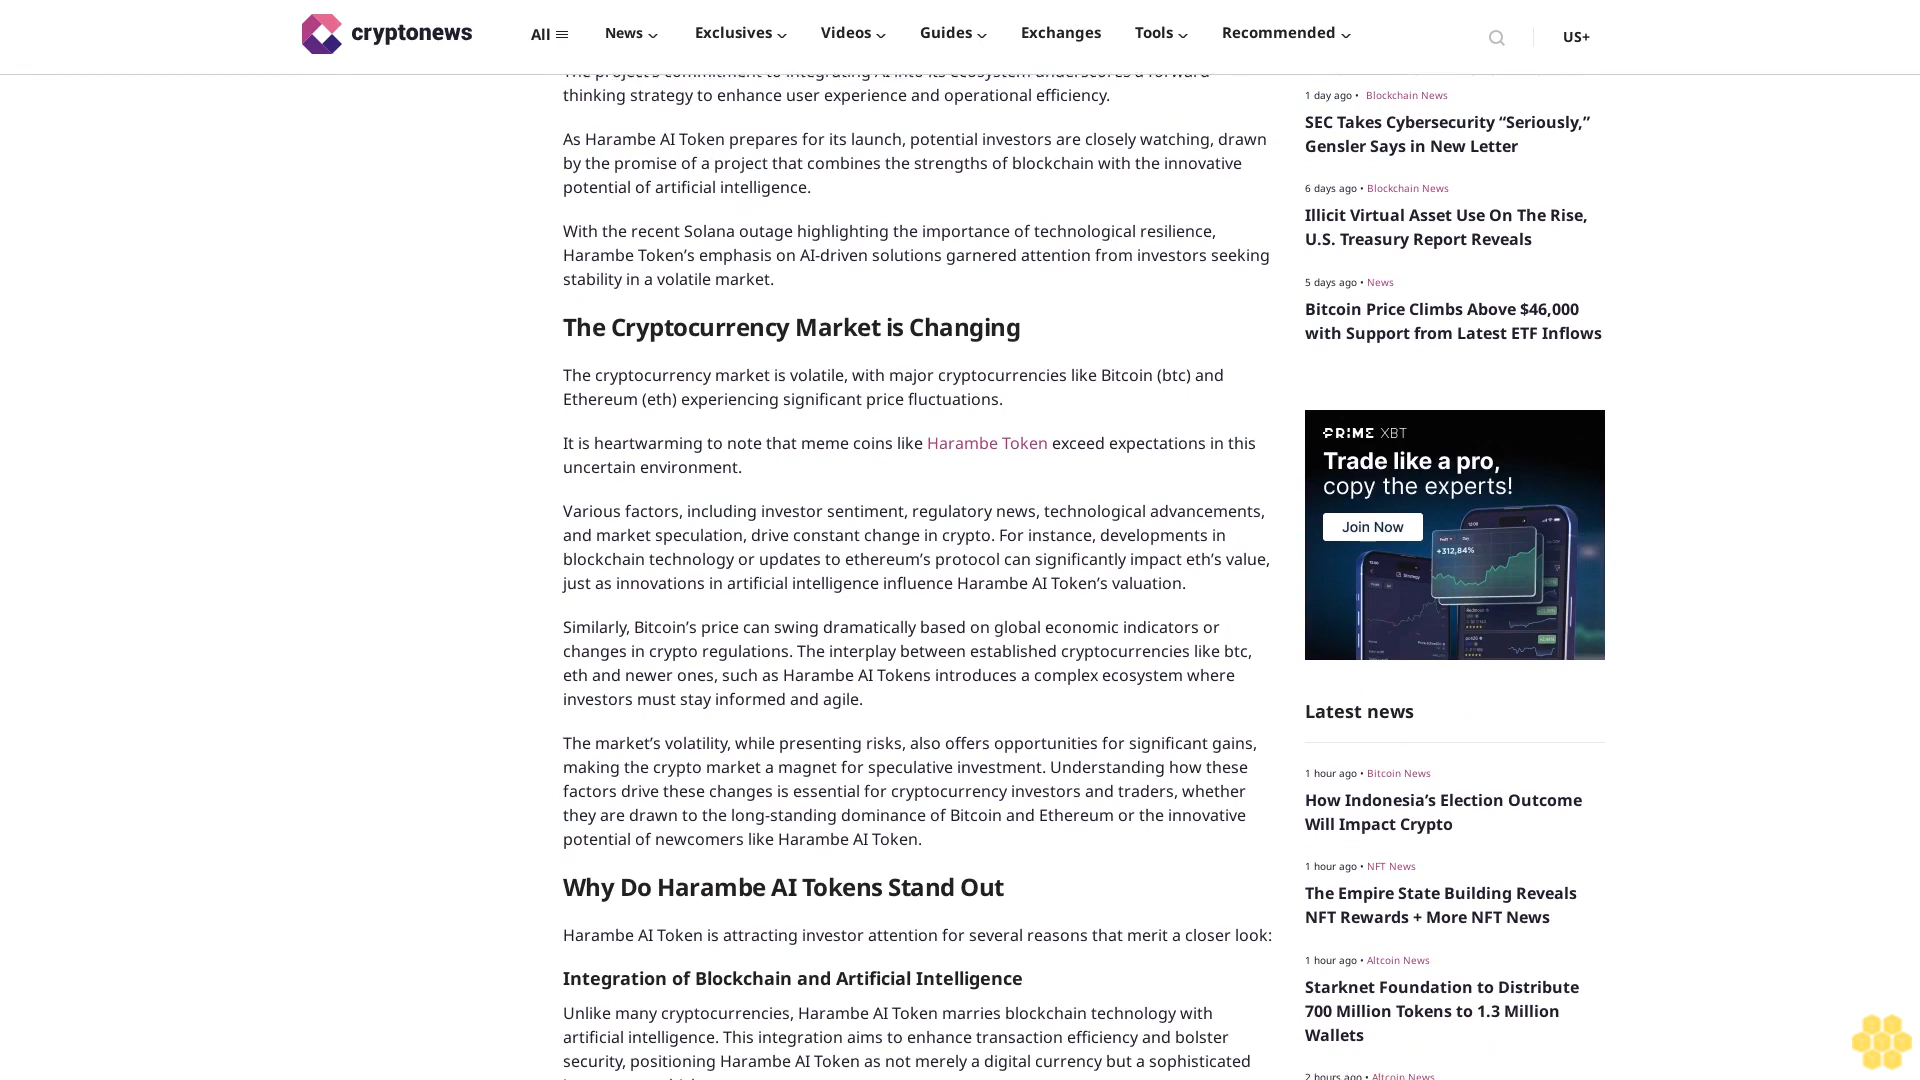 cryptonews
All
News
Exclusives
Videos
Guides
Exchanges
Tools
Recommended
US+
The project's commitment to integrating AI into its ecosystem underscores a forward-
thinking strategy to enhance user experience and operational efficiency.
As Harambe AI Token prepares for its launch, potential investors are closely watching, drawn
by the promise of a project that combines the strengths of blockchain with the innovative
potential of artificial intelligence.
With the recent Solana outage highlighting the importance of technological resilience,
Harambe Token’s emphasis on AI-driven solutions garnered attention from investors seeking
stability in a volatile market.
The Cryptocurrency Market is Changing
The cryptocurrency market is volatile, with major cryptocurrencies like Bitcoin (btc) and
Ethereum (eth) experiencing significant price fluctuations.
It is heartwarming to note that meme coins like Harambe Token exceed expectations in this
uncertain environment.
Various factors, including investor sentiment, regulatory news, technological advancements,
and market speculation, drive constant change in crypto. For instance, developments in
blockchain technology or updates to ethereum’s protocol can significantly impact eth’s value,
just as innovations in artificial intelligence influence Harambe AI Token’s valuation.
Similarly, Bitcoin’s price can swing dramatically based on global economic indicators or
changes in crypto regulations. The interplay between established cryptocurrencies like btc,
eth and newer ones, such as Harambe AI Tokens introduces a complex ecosystem where
investors must stay informed and agile.
The market’s volatility, while presenting risks, also offers opportunities for significant gains,
making the crypto market a magnet for speculative investment. Understanding how these
factors drive these changes is essential for cryptocurrency investors and traders, whether
they are drawn to the long-standing dominance of Bitcoin and Ethereum or the innovative
potential of newcomers like Harambe AI Token.
Why Do Harambe AI Tokens Stand Out
Harambe AI Token is attracting investor attention for several reasons that merit a closer look:
Integration of Blockchain and Artificial Intelligence
Unlike many cryptocurrencies, Harambe AI Token marries blockchain technology with
artificial intelligence. This integration aims to enhance transaction efficiency and bolster
security, positioning Harambe AI Token as not merely a digital currency but a sophisticated
1 day ago • Blockchain News
SEC Takes Cybersecurity “Seriously,”
Gensler Says in New Letter
6 days ago • Blockchain News
Illicit Virtual Asset Use On The Rise,
U.S. Treasury Report Reveals
5 days ago • News
Bitcoin Price Climbs Above $46,000
with Support from Latest ETF Inflows
PRIME XBT
Trade like a pro,
copy the experts!
Join Now
+312,84%
Strategy
Latest news
1 hour ago • Bitcoin News
How Indonesia’s Election Outcome
Will Impact Crypto
1 hour ago • NFT News
The Empire State Building Reveals
NFT Rewards + More NFT News
1 hour ago • Altcoin News
Starknet Foundation to Distribute
700 Million Tokens to 1.3 Million
Wallets
2 hours ago • Altcoin News